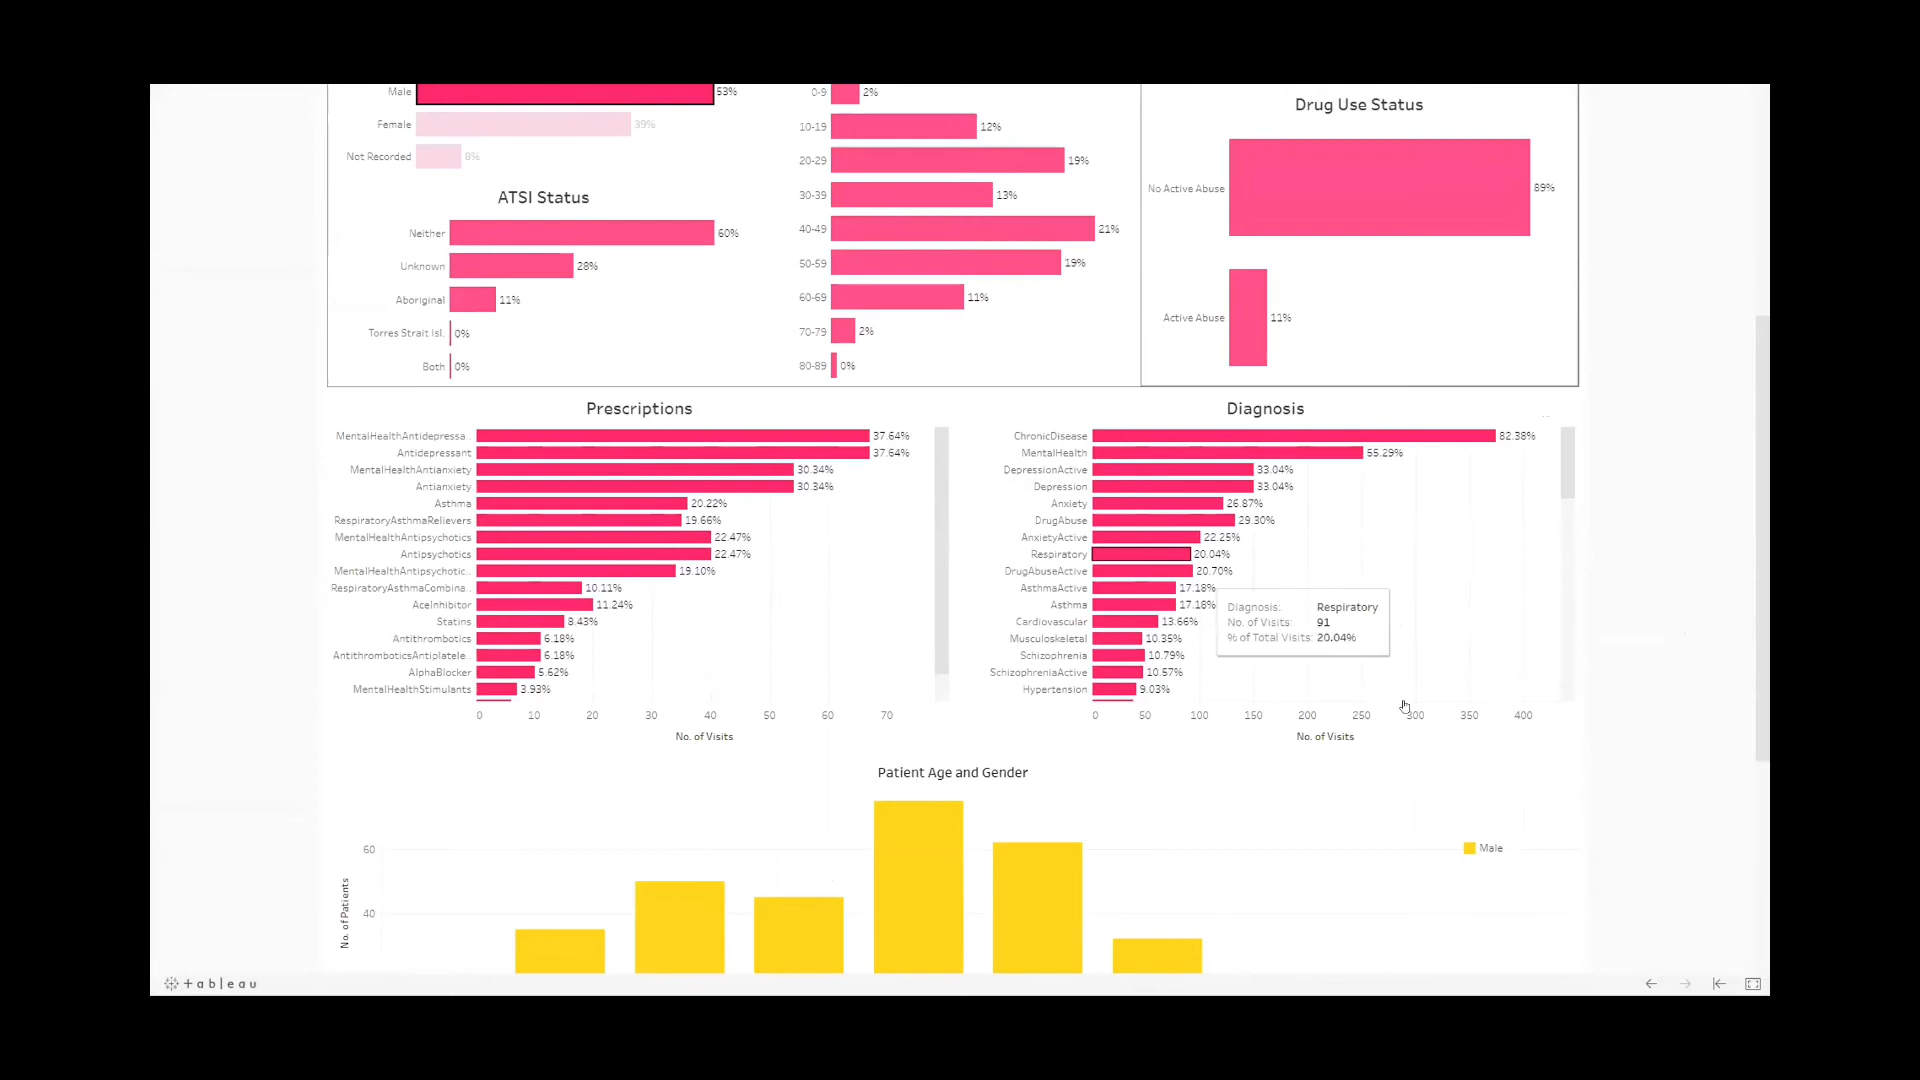 Male 53%
Female 39%
Not Recorded 8%
ATSI Status
Neither 60%
Unknown 28%
Aboriginal 11%
Torres Strait Isl. 0%
Both 0%
0-9 2%
10-19 12%
20-29 19%
30-39 13%
40-49 21%
50-59 19%
60-69 11%
70-79 2%
80-89 0%
Drug Use Status
No Active Abuse 89%
Active Abuse 11%
Prescriptions
MentalHealthAntidepressa.. 37.64%
Antidepressant 37.64%
MentalHealthAntianxiety 30.34%
Antianxiety 30.34%
Asthma 20.22%
RespiratoryAsthmaRelievers 19.66%
MentalHealthAntipsychotics 22.47%
Antipsychotics 22.47%
MentalHealthAntipsychotic.. 19.10%
RespiratoryAsthmaCombina.. 10.11%
AceInhibitor 11.24%
Statins 8.43%
Antithrombotics 6.18%
AntithromboticsAntiplatele.. 6.18%
AlphaBlocker 5.62%
MentalHealthStimulants 3.93%
0 10 20 30 40 50 60 70
No. of Visits
Diagnosis
ChronicDisease 82.38%
MentalHealth 55.29%
DepressionActive 33.04%
Depression 33.04%
Anxiety 26.87%
DrugAbuse 29.30%
AnxietyActive 22.25%
Respiratory 20.04%
DrugAbuseActive 20.70%
AsthmaActive 17.18%
Asthma 17.18%
Cardiovascular 13.66%
Musculoskeletal 10.35%
Schizophrenia 10.79%
SchizophreniaActive 10.57%
Hypertension 9.03%
0 50 100 150 200 250 300 350 400
No. of Visits
Diagnosis: Respiratory
No. of Visits: 91
% of Total Visits: 20.04%
Patient Age and Gender
60
40
No. of Patients
Male
+ableau